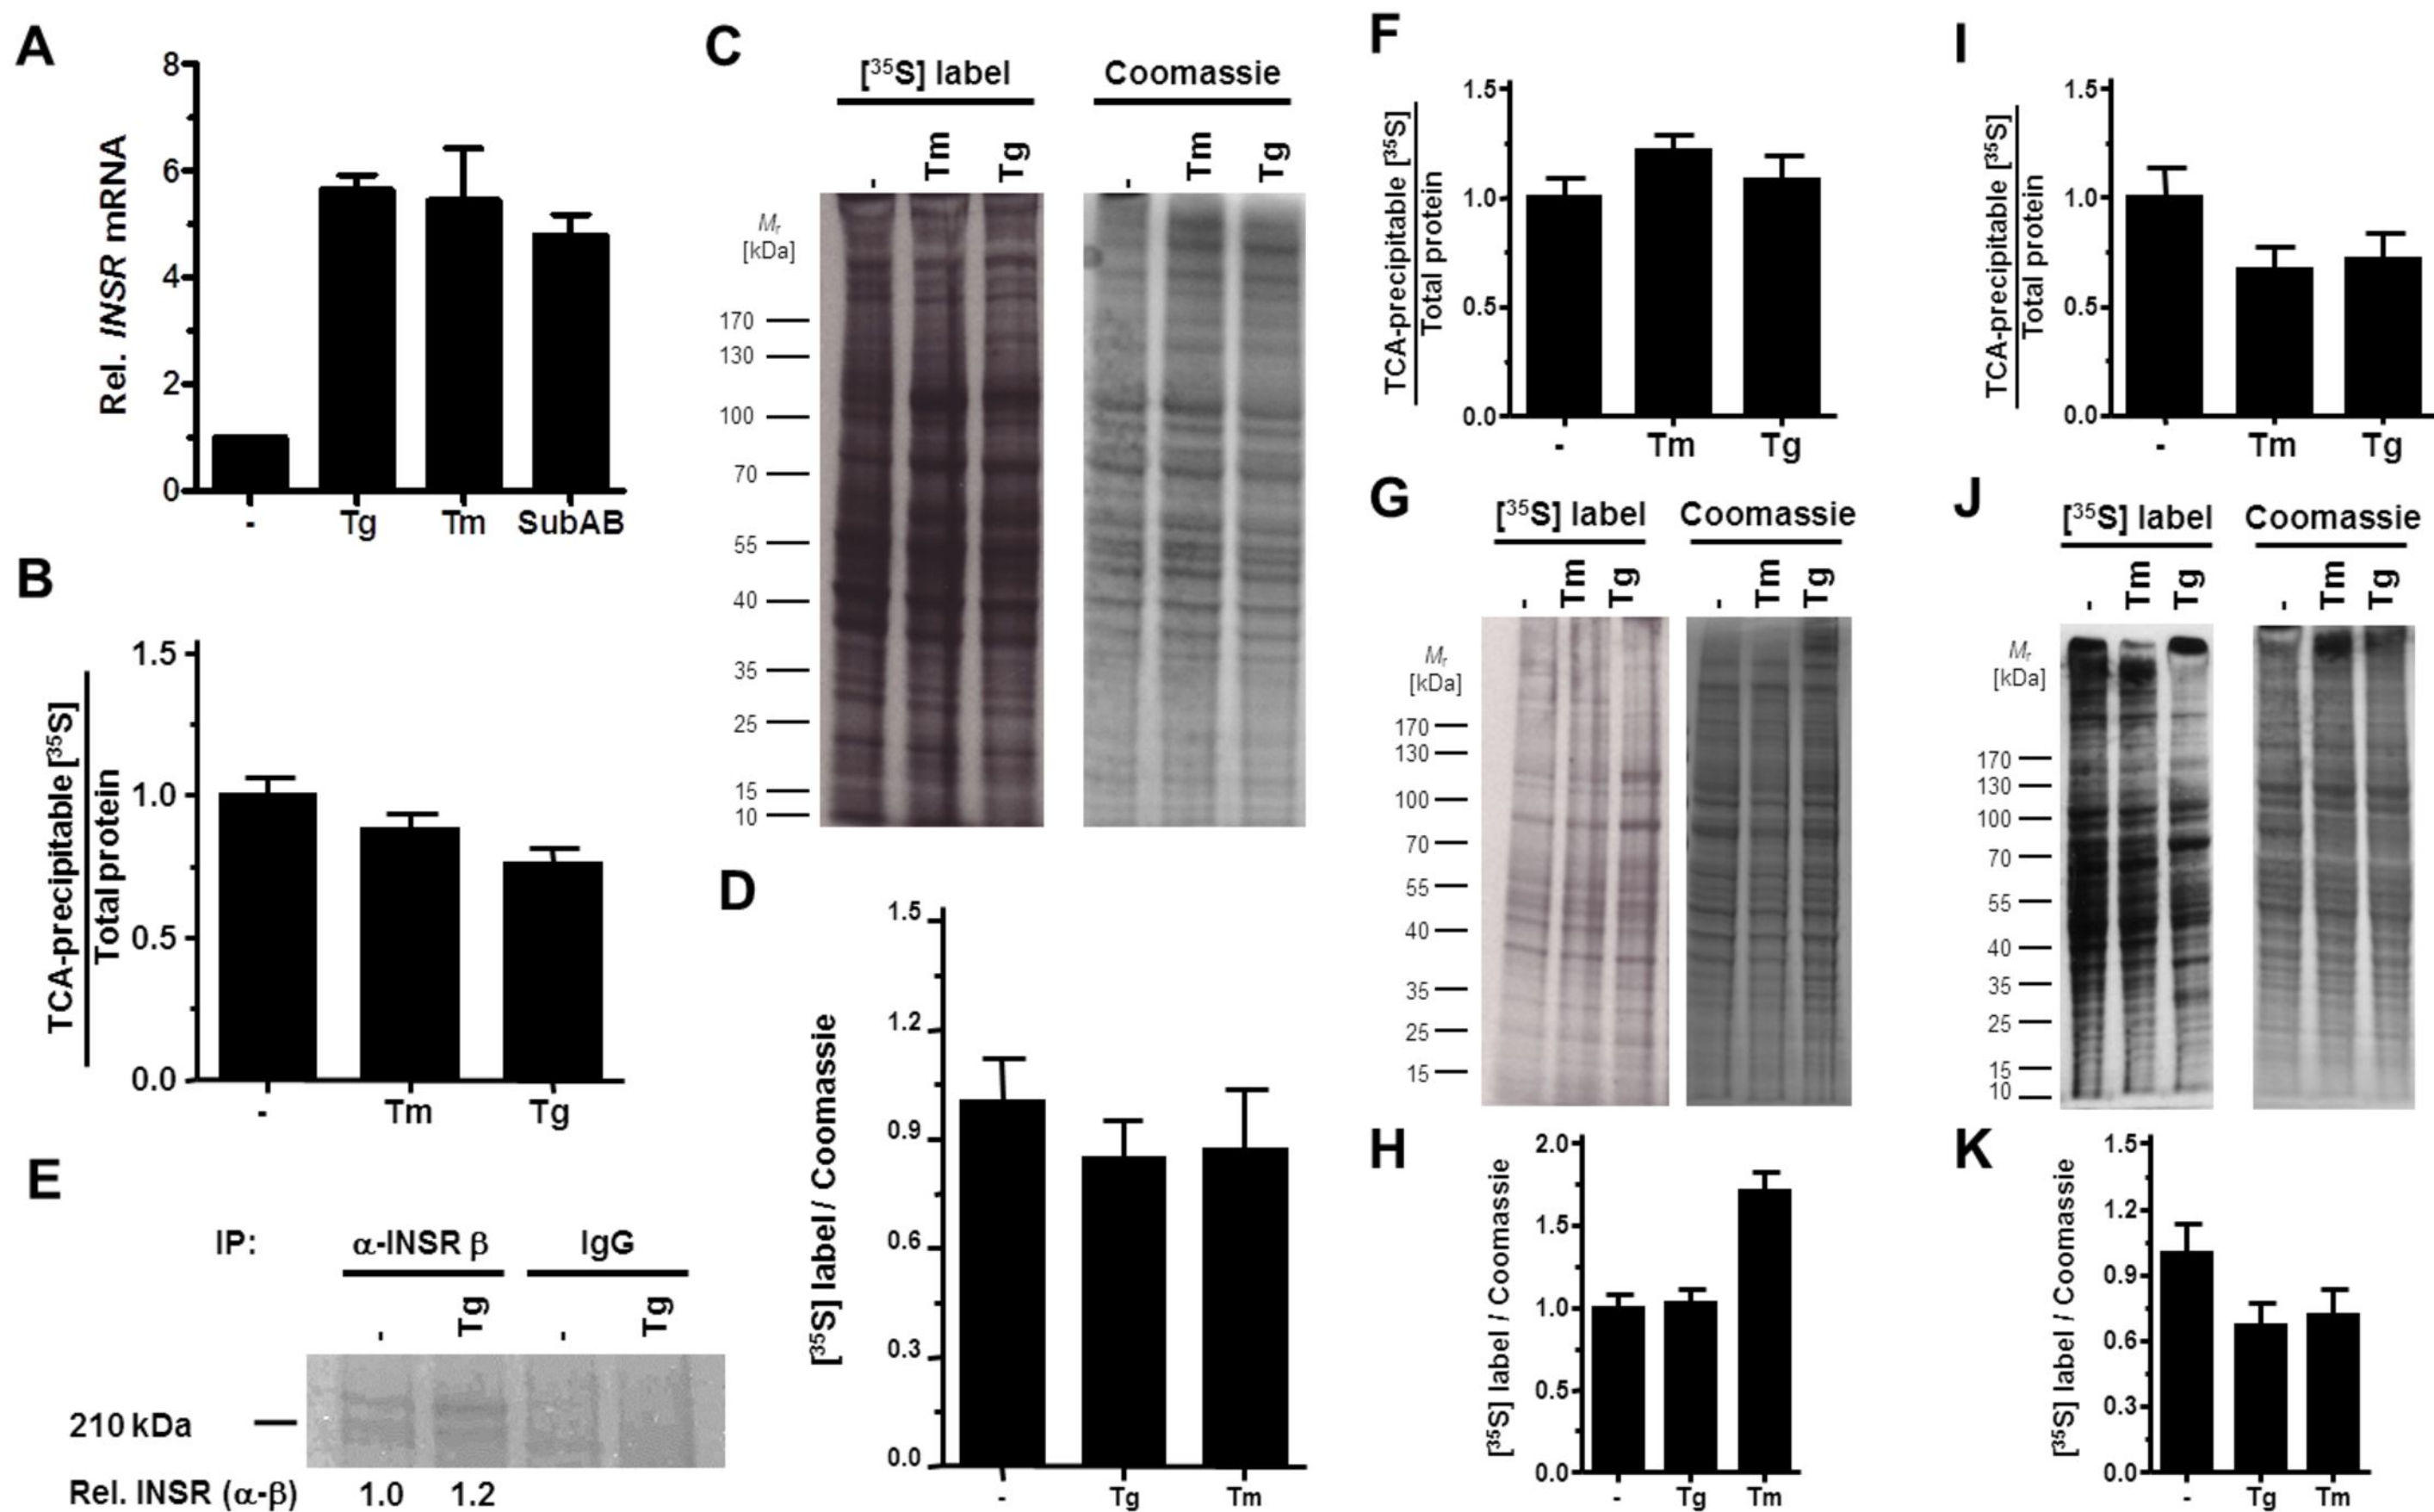 A
Rel. INSR mRNA
8
6
4
2
0
- Tg Tm SubAB
B
TCA-precipitable [³⁵S]
Total protein
1.5
1.0
0.5
0.0
- Tm Tg
C
[³⁵S] label Coomassie
- Tm Tg - Tm Tg
Mr
[kDa]
170
130
100
70
55
40
35
25
15
10
D
[³⁵S] label / Coomassie
1.5
1.2
0.9
0.6
0.3
0.0
- Tg Tm
E
IP: α-INSR β IgG
- Tg - Tg
210 kDa
Rel. INSR (α-β) 1.0 1.2
F
TCA-precipitable [³⁵S]
Total protein
1.5
1.0
0.5
0.0
- Tm Tg
G
[³⁵S] label Coomassie
- Tm Tg - Tm Tg
Mr
[kDa]
170
130
100
70
55
40
35
25
15
H
[³⁵S] label / Coomassie
2.0
1.5
1.0
0.5
0.0
- Tg Tm
I
TCA-precipitable [³⁵S]
Total protein
1.5
1.0
0.5
0.0
- Tm Tg
J
[³⁵S] label Coomassie
- Tm Tg - Tm Tg
Mr
[kDa]
170
130
100
70
55
40
35
25
15
10
K
[³⁵S] label / Coomassie
1.5
1.2
0.9
0.6
0.3
0.0
- Tg Tm